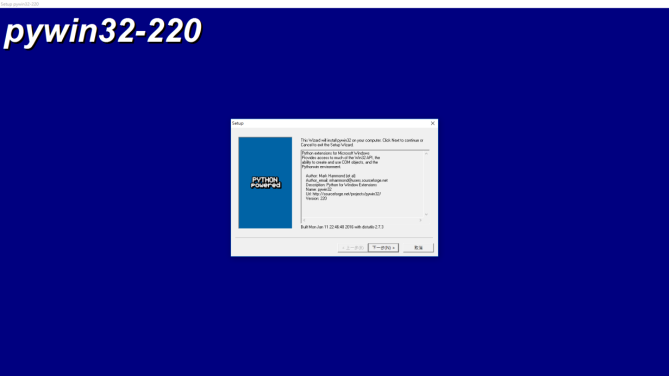 Setup pywin32-220
pywin32-220
Setup
The Wizard will install pywin32 on your computer. Click Next to continue or
Cancel to exit the Setup Wizard.
Python extensions for Microsoft Windows
Provides access to much of the Win32 API, the
ability to create and use COM objects, and the
Pythonwin environment.
Author: Mark Hammond (et al)
Author_email: mhammond@users.sourceforge.net
Description: Python for Window Extensions
Name: pywin32
Url: http://sourceforge.net/projects/pywin32/
Version: 220
PYTHON
Powered
Built Mon Jan 11 22:46:48 2016 with distutils 2.7.3
< 上一步(B)
下一步(N) >
取消